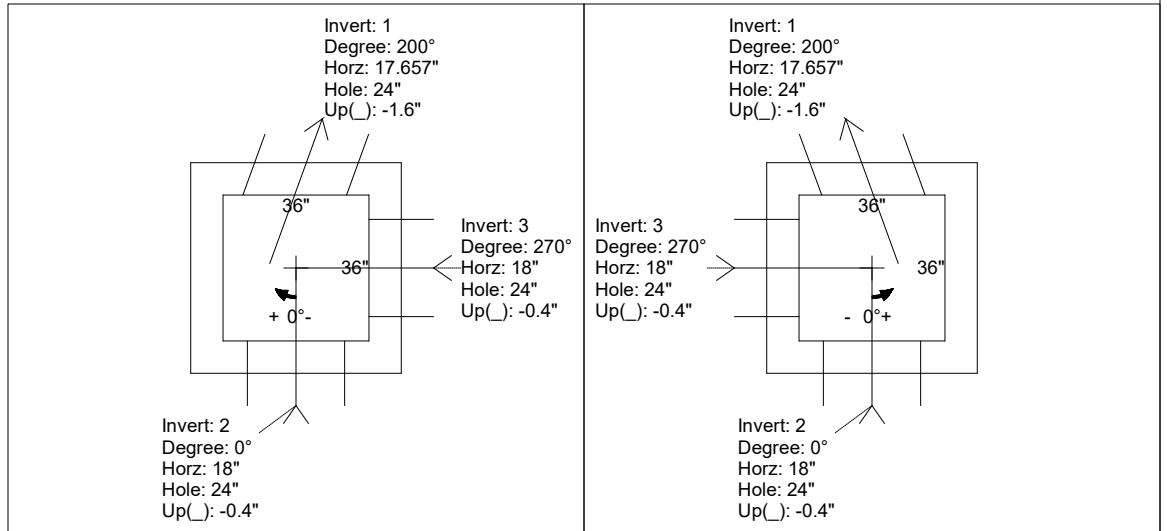 Invert: 1
Degree: 200°
Horz: 17.657"
Hole: 24"
Up(_): -1.6"
36"
36"
+ 0°-
Invert: 3
Degree: 270°
Horz: 18"
Hole: 24"
Up(_): -0.4"
Invert: 2
Degree: 0°
Horz: 18"
Hole: 24"
Up(_): -0.4"
Invert: 1
Degree: 200°
Horz: 17.657"
Hole: 24"
Up(_): -1.6"
Invert: 3
Degree: 270°
Horz: 18"
Hole: 24"
Up(_): -0.4"
36"
36"
- 0°+
Invert: 2
Degree: 0°
Horz: 18"
Hole: 24"
Up(_): -0.4"